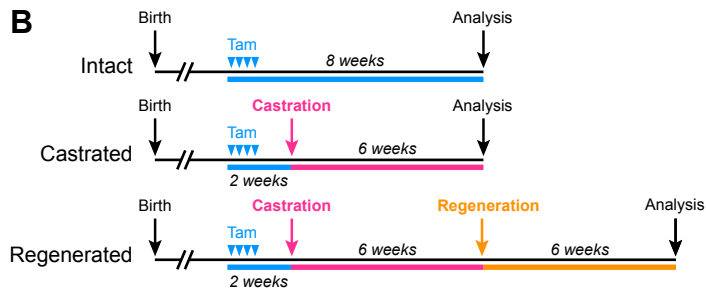 B
Birth
Analysis
Tam
Intact
8 weeks
Birth
Castration
Analysis
Tam
Castrated
6 weeks
2 weeks
Birth
Castration
Regeneration
Analysis
Tam
Regenerated
6 weeks
6 weeks
2 weeks